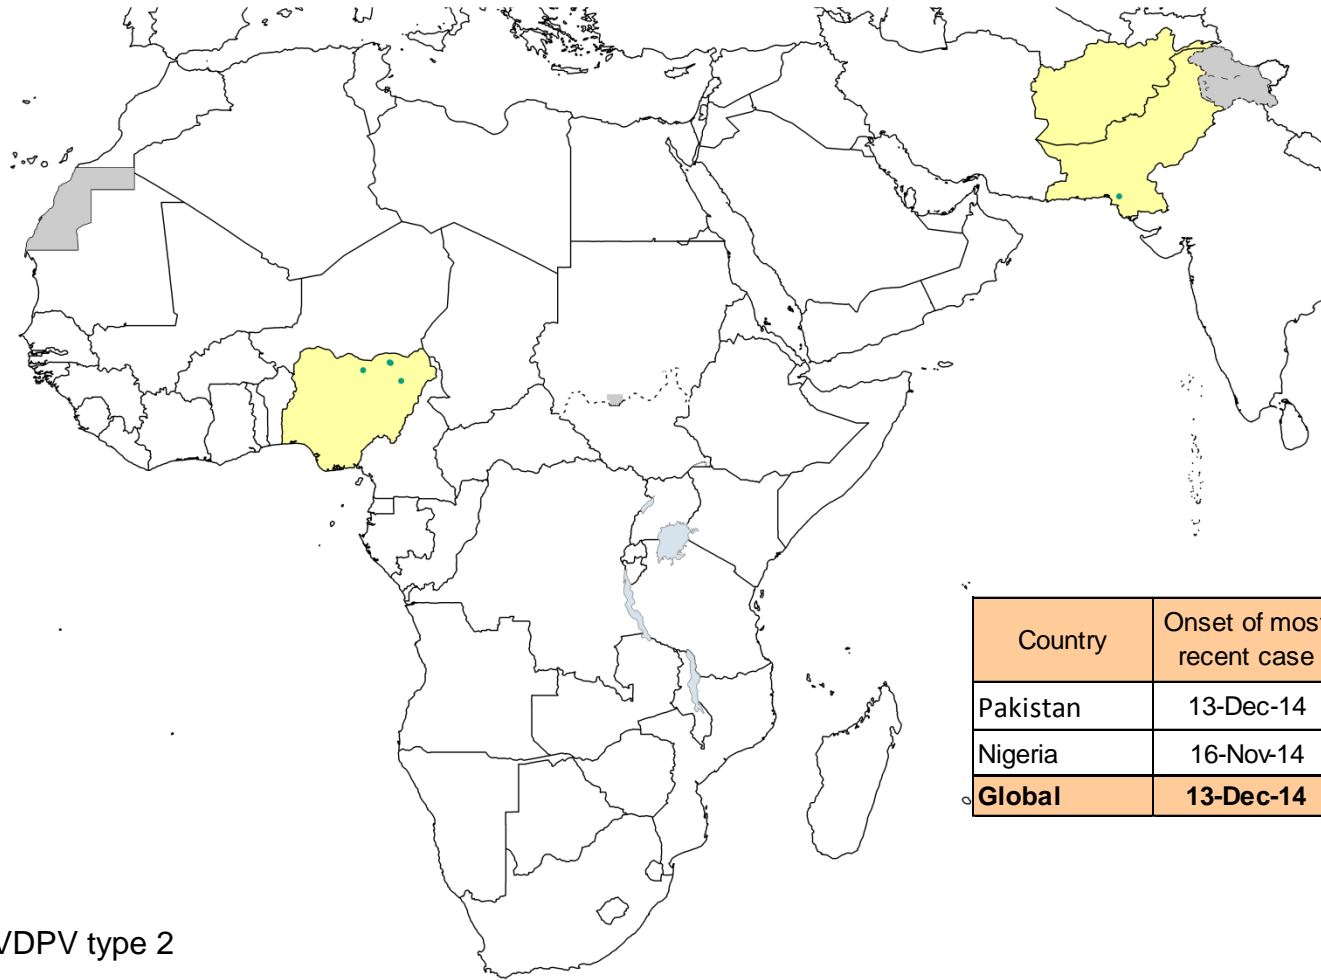 Country
Onset of most
recent case
Pakistan 13-Dec-14
Nigeria 16-Nov-14
Global 13-Dec-14
VDPV type 2